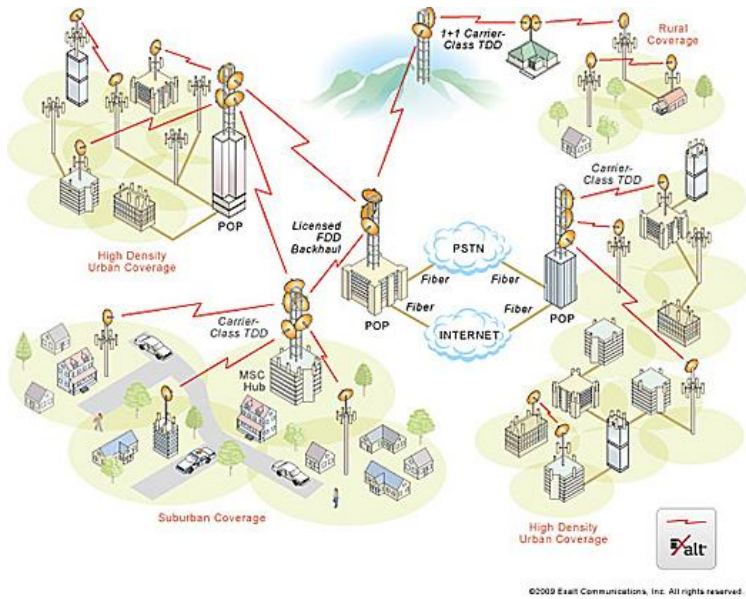 1+1 Carrier-
Class TDD
Rural
Coverage
POP
High Density
Urban Coverage
Licensed
FDD
Backhaul
Carrier-
Class TDD
PSTN
Fiber
Fiber
POP
Fiber
Fiber
INTERNET
POP
Carrier-
Class TDD
MSC
Hub
Suburban Coverage
High Density
Urban Coverage
Exalt
©2009 Exalt Communications, Inc. All rights reserved.